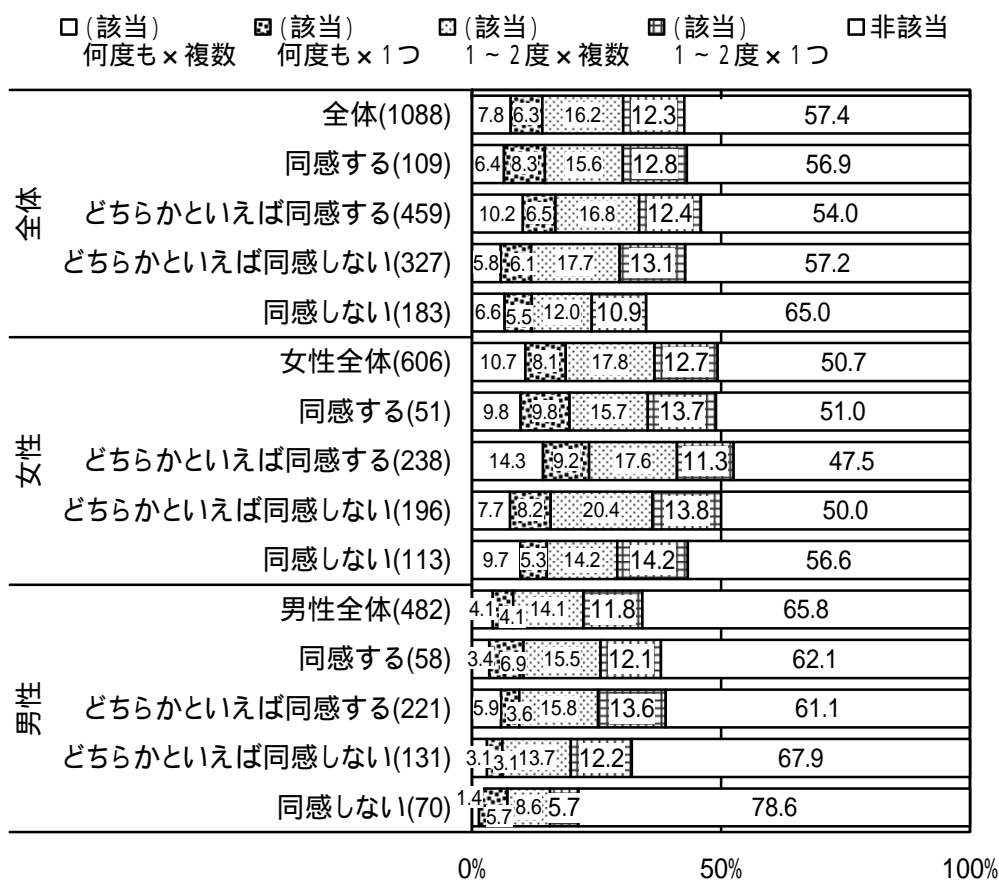 (該当) (該当) (該当) (該当) 非該当
何度も×複数 何度も×1つ 1～2度×複数 1～2度×1つ
全体
全体(1088) 7.8 6.3 16.2 12.3 57.4
同感する(109) 6.4 8.3 15.6 12.8 56.9
どちらかといえば同感する(459) 10.2 6.5 16.8 12.4 54.0
どちらかといえば同感しない(327) 5.8 6.1 17.7 13.1 57.2
同感しない(183) 6.6 5.5 12.0 10.9 65.0
女性
女性全体(606) 10.7 8.1 17.8 12.7 50.7
同感する(51) 9.8 9.8 15.7 13.7 51.0
どちらかといえば同感する(238) 14.3 9.2 17.6 11.3 47.5
どちらかといえば同感しない(196) 7.7 8.2 20.4 13.8 50.0
同感しない(113) 9.7 5.3 14.2 14.2 56.6
男性
男性全体(482) 4.1 4.1 14.1 11.8 65.8
同感する(58) 3.4 6.9 15.5 12.1 62.1
どちらかといえば同感する(221) 5.9 3.6 15.8 13.6 61.1
どちらかといえば同感しない(131) 3.1 3.1 13.7 12.2 67.9
同感しない(70) 1.4 5.7 8.6 5.7 78.6
0% 50% 100%